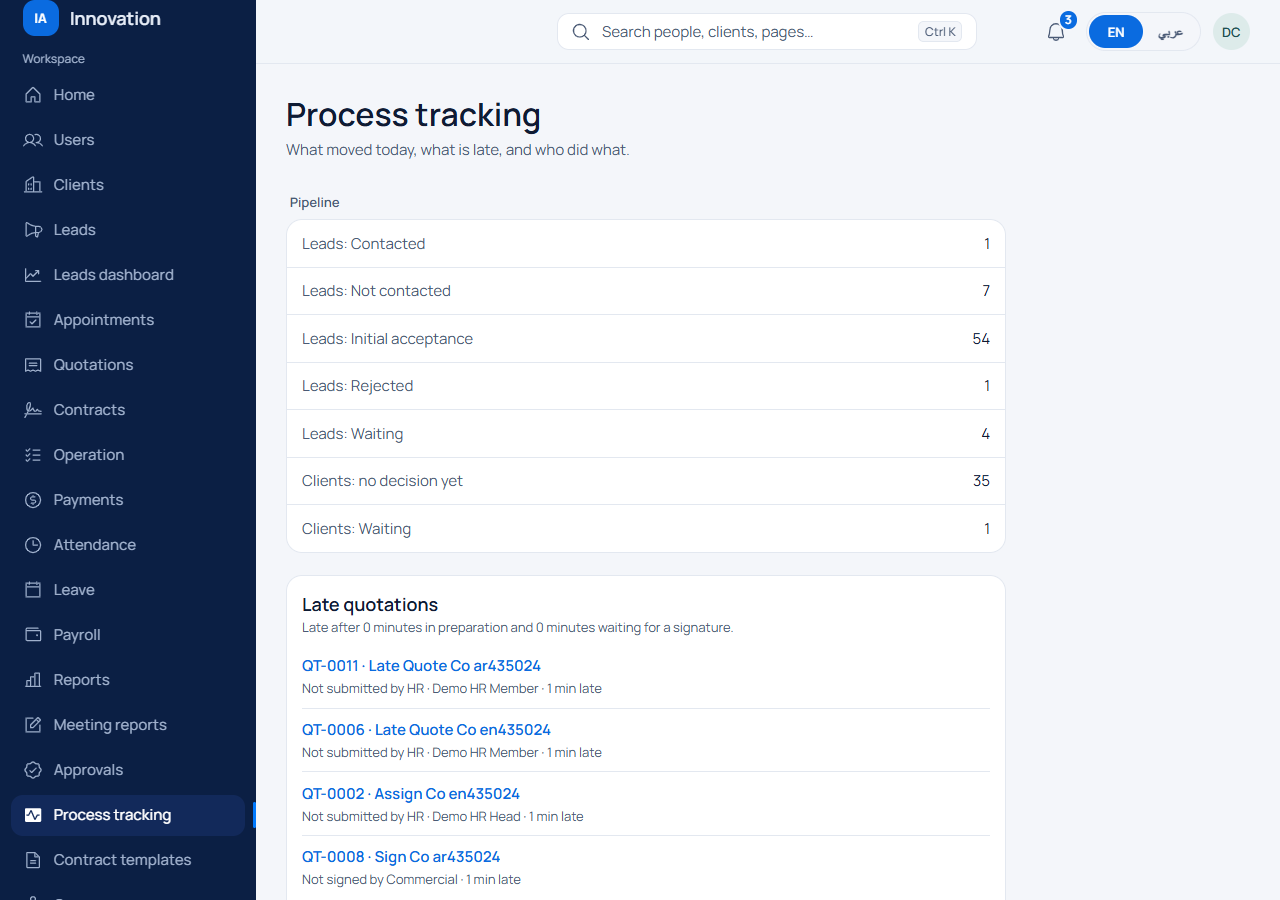 IA Innovation
Workspace
Home
Users
Clients
Leads
Leads dashboard
Appointments
Quotations
Contracts
Operation
Payments
Attendance
Leave
Payroll
Reports
Meeting reports
Approvals
Process tracking
Contract templates
Search people, clients, pages... Ctrl K
3
EN عربي DC
Process tracking
What moved today, what is late, and who did what.
Pipeline
Leads: Contacted 1
Leads: Not contacted 7
Leads: Initial acceptance 54
Leads: Rejected 1
Leads: Waiting 4
Clients: no decision yet 35
Clients: Waiting 1
Late quotations
Late after 0 minutes in preparation and 0 minutes waiting for a signature.
QT-0011 · Late Quote Co ar435024
Not submitted by HR · Demo HR Member · 1 min late
QT-0006 · Late Quote Co en435024
Not submitted by HR · Demo HR Member · 1 min late
QT-0002 · Assign Co en435024
Not submitted by HR · Demo HR Head · 1 min late
QT-0008 · Sign Co ar435024
Not signed by Commercial · 1 min late